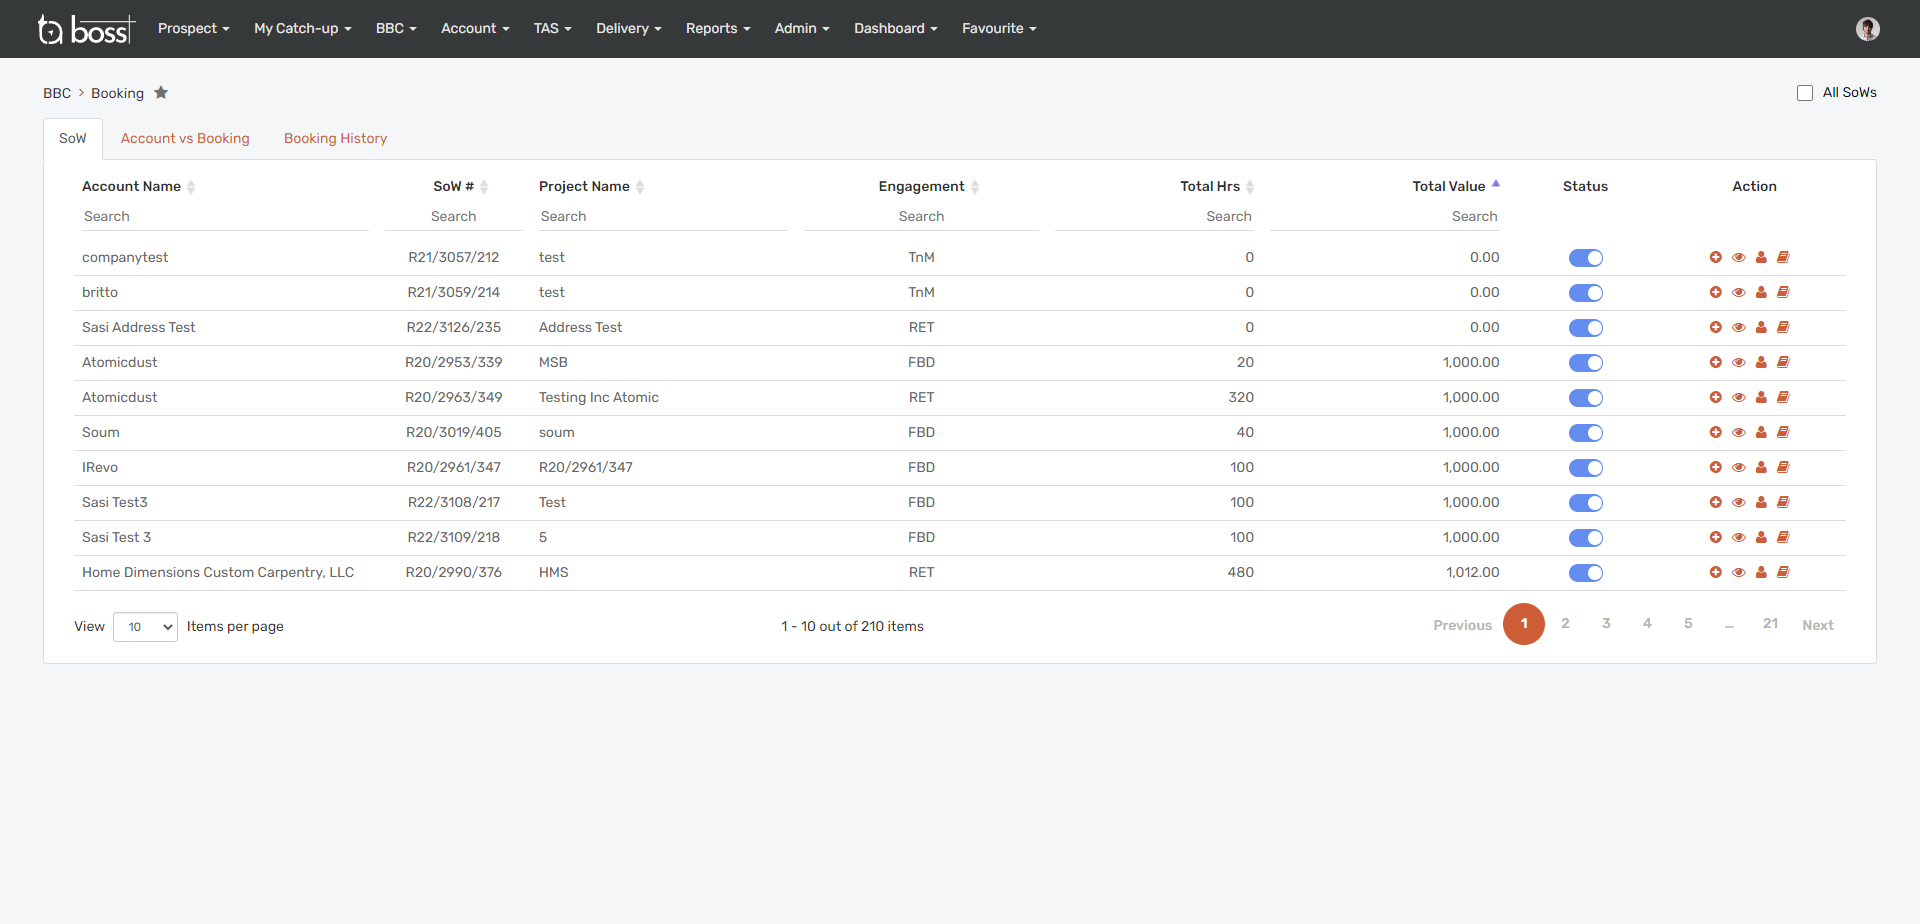 ta boss Prospect My Catch-up BBC Account TAS Delivery Reports Admin Dashboard Favourite
BBC > Booking All SoWs
SoW Account vs Booking Booking History
Account Name SoW # Project Name Engagement Total Hrs Total Value Status Action
Search Search Search Search Search Search
companytest R21/3057/212 test TnM 0 0.00
britto R21/3059/214 test TnM 0 0.00
Sasi Address Test R22/3126/235 Address Test RET 0 0.00
Atomicdust R20/2953/339 MSB FBD 20 1,000.00
Atomicdust R20/2963/349 Testing Inc Atomic RET 320 1,000.00
Soum R20/3019/405 soum FBD 40 1,000.00
IRevo R20/2961/347 R20/2961/347 FBD 100 1,000.00
Sasi Test3 R22/3108/217 Test FBD 100 1,000.00
Sasi Test 3 R22/3109/218 5 FBD 100 1,000.00
Home Dimensions Custom Carpentry, LLC R20/2990/376 HMS RET 480 1,012.00
View 10 Items per page 1 - 10 out of 210 items Previous 1 2 3 4 5 ... 21 Next